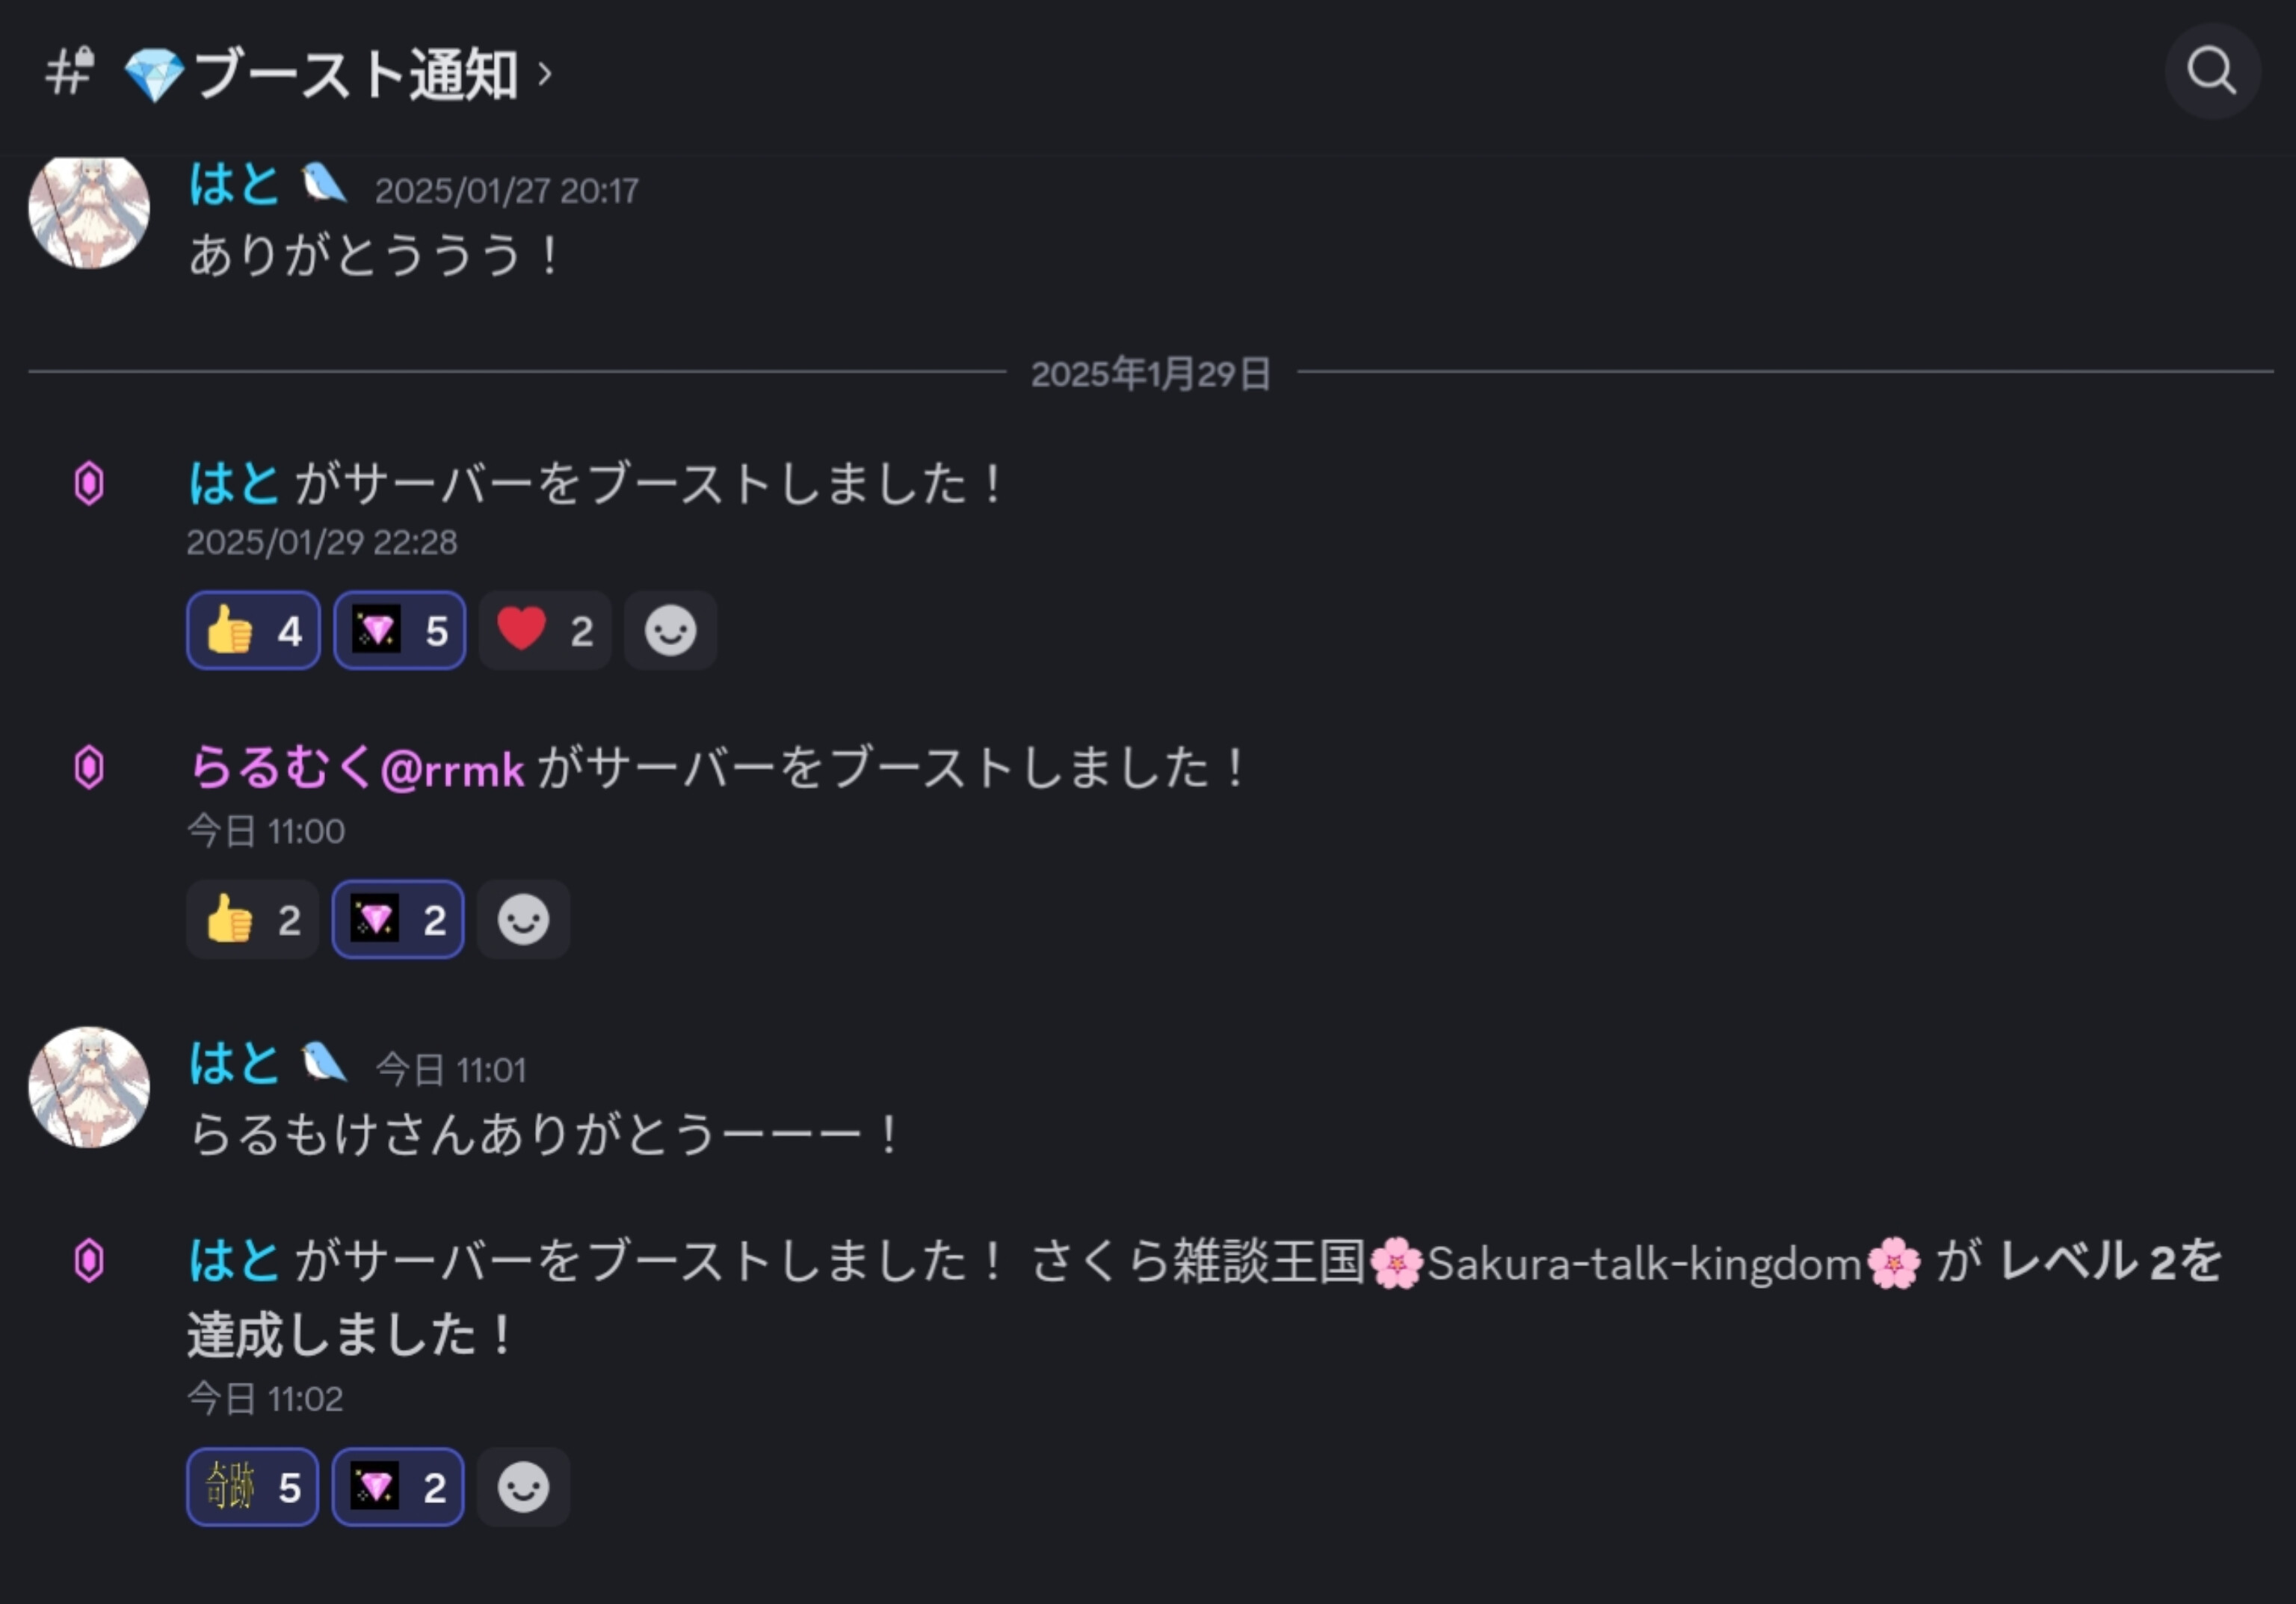 💎ブースト通知 ›
はと 🐦 2025/01/27 20:17
ありがとううう！
2025年1月29日
はと がサーバーをブーストしました！
2025/01/29 22:28
👍 4 5 ❤️ 2
らるむく@rrmk がサーバーをブーストしました！
今日 11:00
👍 2 2
はと 今日 11:01
らるもけさんありがとうーーー！
はと がサーバーをブーストしました！ さくら雑談王国🌸Sakura-talk-kingdom🌸 が レベル 2を
達成しました！
今日 11:02
奇跡 5 2